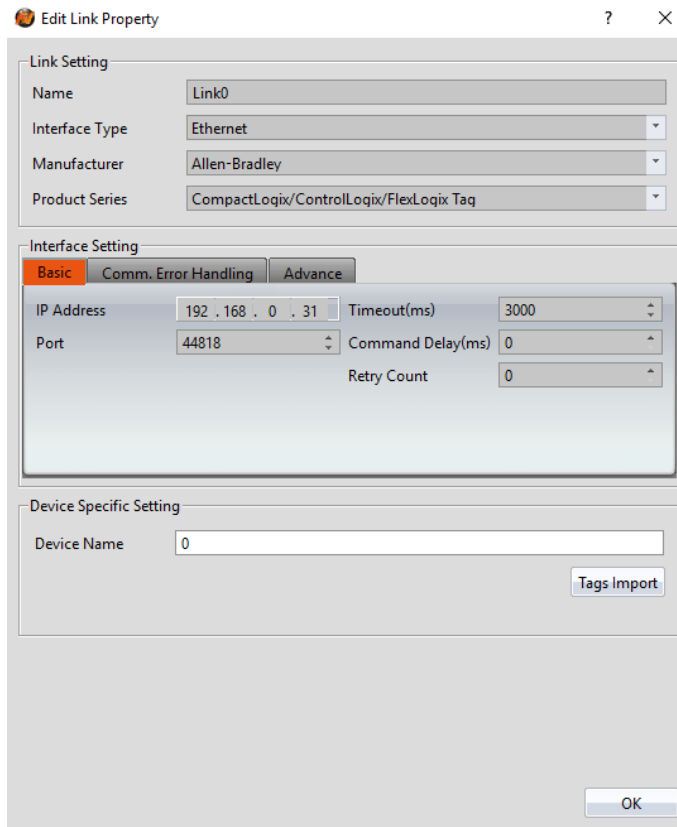 Edit Link Property
?
Link Setting
Name Link0
Interface Type Ethernet
Manufacturer Allen-Bradley
Product Series CompactLogix/ControlLogix/FlexLogix Tag
Interface Setting
Basic Comm. Error Handling Advance
IP Address 192 . 168 . 0 . 31 Timeout(ms) 3000
Port 44818 Command Delay(ms) 0
Retry Count 0
Device Specific Setting
Device Name 0
Tags Import
OK